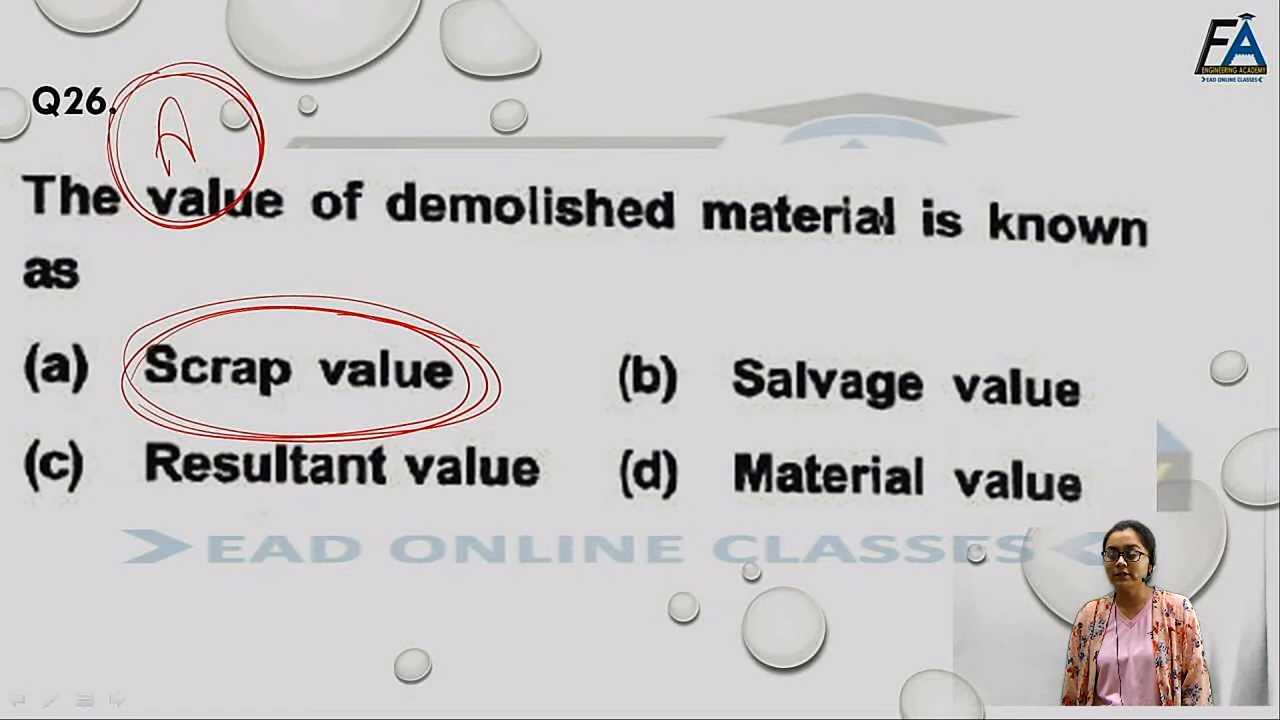 FA
ENGINEERING ACADEMY
EAD ONLINE CLASSES
Q26.
A
The value of demolished material is known
as
(a) Scrap value (b) Salvage value
(c) Resultant value (d) Material value
EAD ONLINE CLASSES